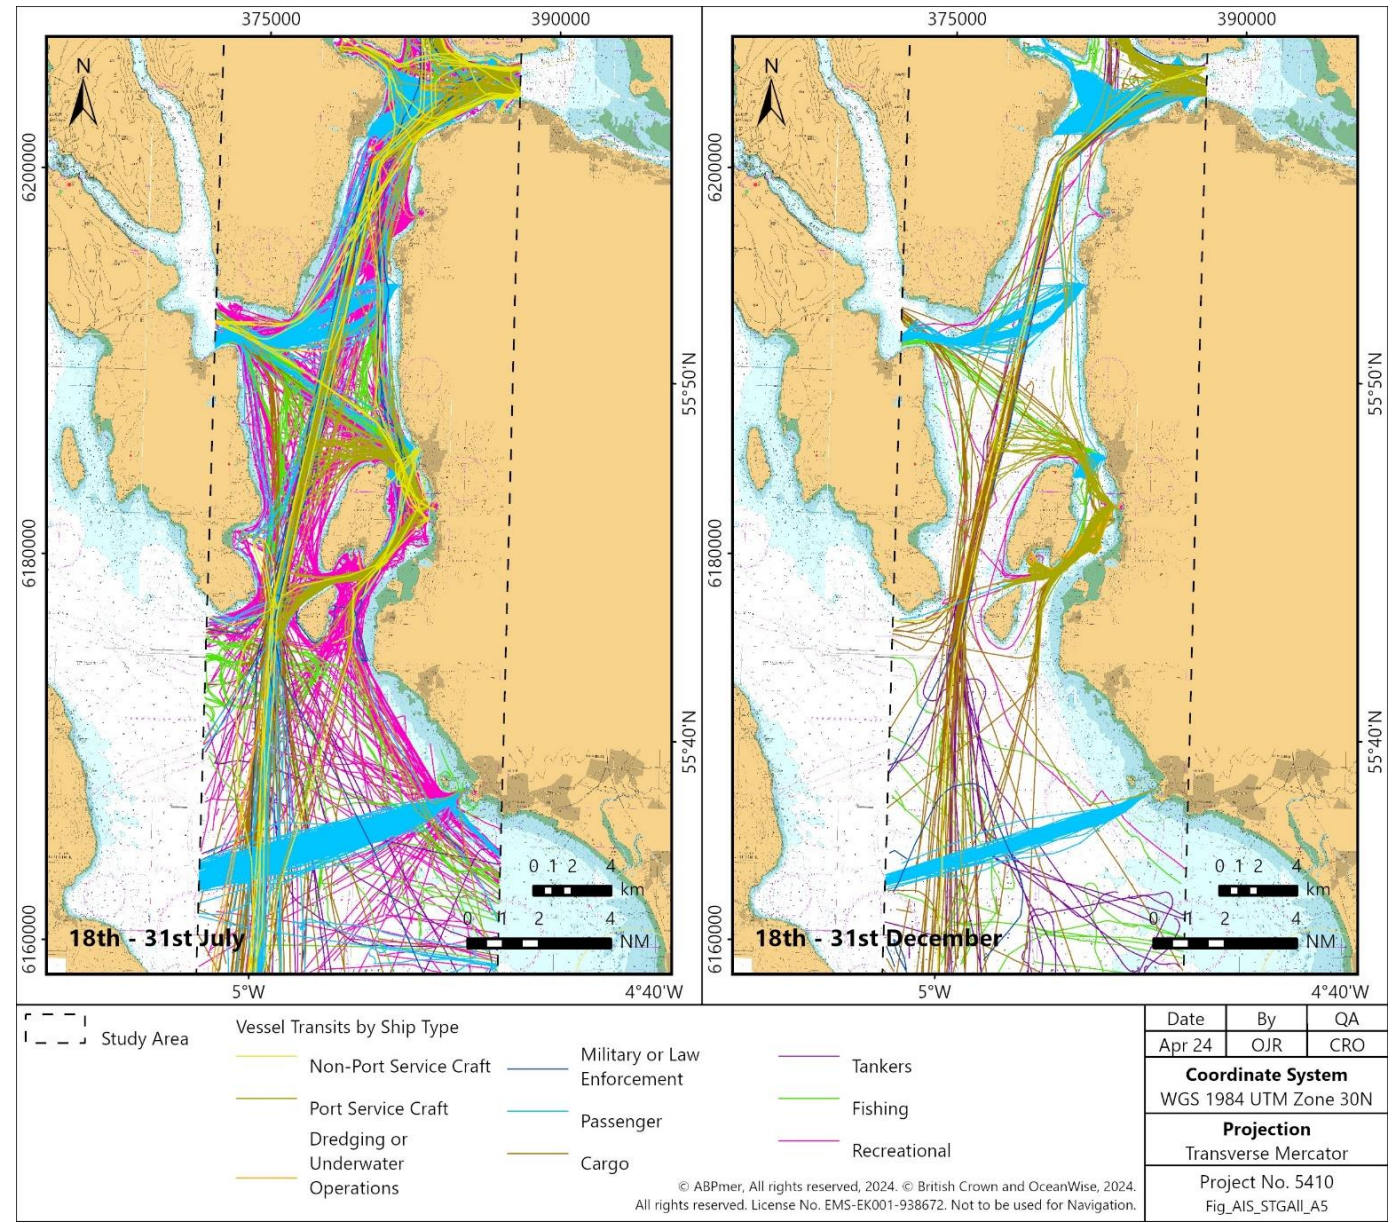 375000 390000 375000 390000
N N
6200000 6200000
55°50'N 55°50'N
6180000 6180000
55°40'N 55°40'N
0 1 2 4 km 0 1 2 4 km
0 1 2 4 NM 0 1 2 4 NM
6160000 6160000
18th - 31st July 18th - 31st December
5°W 4°40'W 5°W 4°40'W
Study Area
Vessel Transits by Ship Type
Non-Port Service Craft
Port Service Craft
Dredging or
Underwater
Operations
Military or Law
Enforcement
Passenger
Cargo
Tankers
Fishing
Recreational
© ABPmer, All rights reserved, 2024. © British Crown and OceanWise, 2024.
All rights reserved. License No. EMS-EK001-938672. Not to be used for Navigation.
Date By QA
Apr 24 OJR CRO
Coordinate System
WGS 1984 UTM Zone 30N
Projection
Transverse Mercator
Project No. 5410
Fig_AIS_STGAll_A5